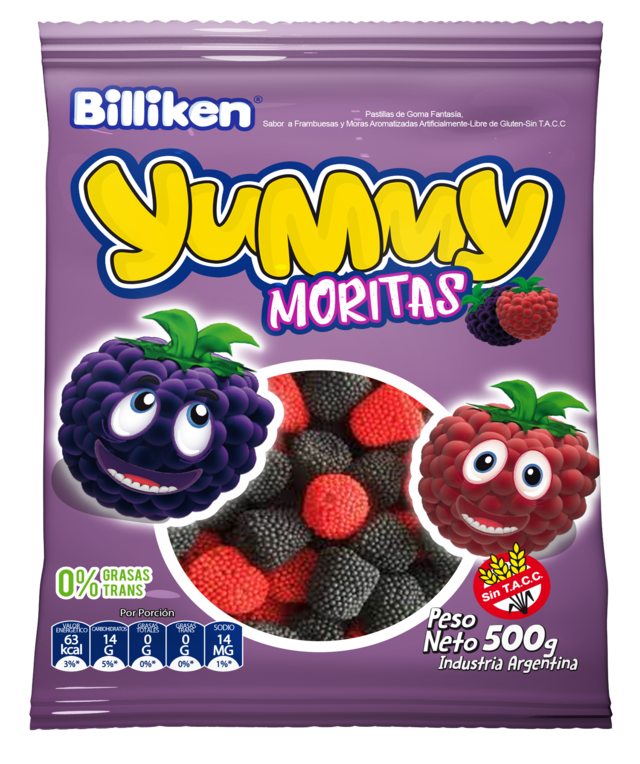 Billiken®
Pastillas de Goma Fantasía,
Sabor a Frambuesas y Moras Aromatizadas Artificialmente-Libre de Gluten-Sin T.A.C.C
YuMMy
MORITAS
0% GRASAS
TRANS
Por Porción
VALOR ENERGÉTICO CARBOHIDRATOS GRASAS TOTALES GRASAS TRANS SODIO
63 kcal 14 G 0 G 0 G 14 MG
3%* 5%* 0%* 0%* 1%*
Sin T.A.C.C.
Peso
Neto 500g
Industria Argentina